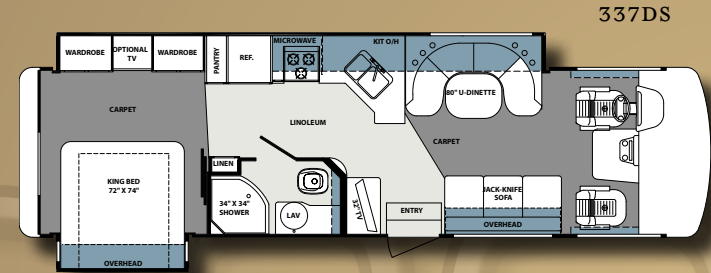 337DS
WARDROBE
OPTIONAL
TV
WARDROBE
PANTRY
REF.
MICROWAVE
KIT O/H
80" U-DINETTE
CARPET
LINOLEUM
CARPET
KING BED
72" X 74"
LINEN
34" X 34"
SHOWER
LAV
32" TV
ENTRY
JACK-KNIFE
SOFA
OVERHEAD
OVERHEAD